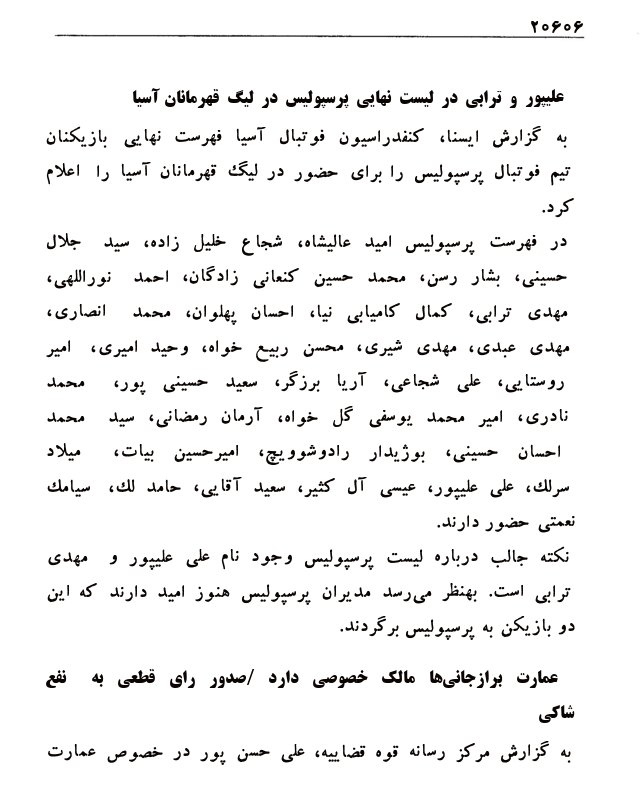 ۲۰۶۰۶
علیپور و ترابی در لیست نهایی پرسپولیس در لیگ قهرمانان آسیا
به گزارش ایسنا، کنفدراسیون فوتبال آسیا فهرست نهایی بازیکنان
تیم فوتبال پرسپولیس را برای حضور در لیگ قهرمانان آسیا را اعلام
کرد.
در فهرست پرسپولیس امید عالیشاه، شجاع خلیل زاده، سید جلال
حسینی، بشار رسن، محمد حسین کنعانی زادگان، احمد نوراللهی،
مهدی ترابی، کمال کامیابی نیا، احسان پهلوان، محمد انصاری،
مهدی عبدی، مهدی شیری، محسن ربیع خواه، وحید امیری، امیر
روستایی، علی شجاعی، آریا برزگر، سعید حسینی پور، محمد
نادری، امیر محمد یوسفی گل خواه، آرمان رمضانی، سید محمد
احسان حسینی، بوژیدار رادوشوویچ، امیرحسین بیات، میلاد
سرلک، علی علیپور، عیسی آل کثیر، سعید آقایی، حامد لک، سیامک
نعمتی حضور دارند.
نکته جالب درباره لیست پرسپولیس وجود نام علی علیپور و مهدی
ترابی است. بهنظر می‌رسد مدیران پرسپولیس هنوز امید دارند که این
دو بازیکن به پرسپولیس برگردند.
عمارت برازجانی‌ها مالک خصوصی دارد /صدور رای قطعی به نفع
شاکی
به گزارش مرکز رسانه قوه قضاییه، علی حسن پور در خصوص عمارت